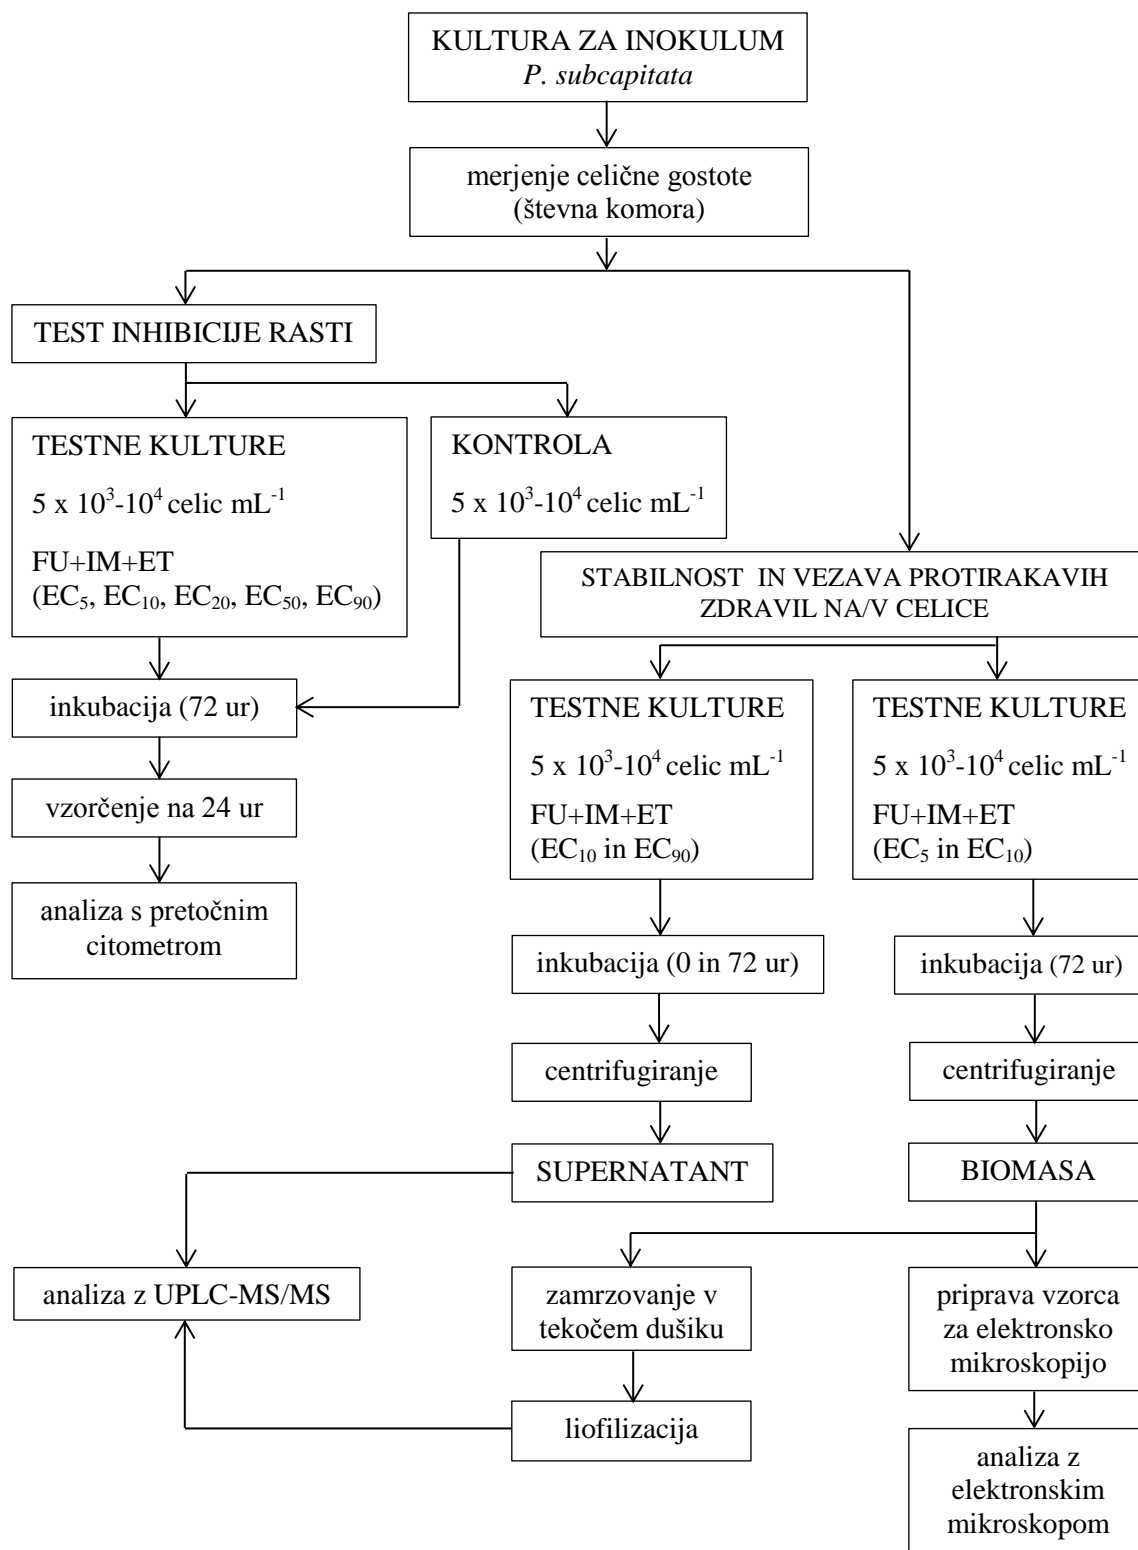 KULTURA ZA INOKULUM
P. subcapitata
merjenje celične gostote
(števna komora)
TEST INHIBICIJE RASTI
TESTNE KULTURE
5 x 10³-10⁴ celic mL⁻¹
FU+IM+ET
(EC₅, EC₁₀, EC₂₀, EC₅₀, EC₉₀)
KONTROLA
5 x 10³-10⁴ celic mL⁻¹
inkubacija (72 ur)
vzorčenje na 24 ur
analiza s pretočnim
citometrom
STABILNOST IN VEZAVA PROTIRAKAVIH
ZDRAVIL NA/V CELICE
TESTNE KULTURE
5 x 10³-10⁴ celic mL⁻¹
FU+IM+ET
(EC₁₀ in EC₉₀)
inkubacija (0 in 72 ur)
centrifugiranje
SUPERNATANT
TESTNE KULTURE
5 x 10³-10⁴ celic mL⁻¹
FU+IM+ET
(EC₅ in EC₁₀)
inkubacija (72 ur)
centrifugiranje
BIOMASA
analiza z UPLC-MS/MS
zamrzovanje v
tekočem dušiku
liofilizacija
priprava vzorca
za elektronsko
mikroskopijo
analiza z
elektronskim
mikroskopom